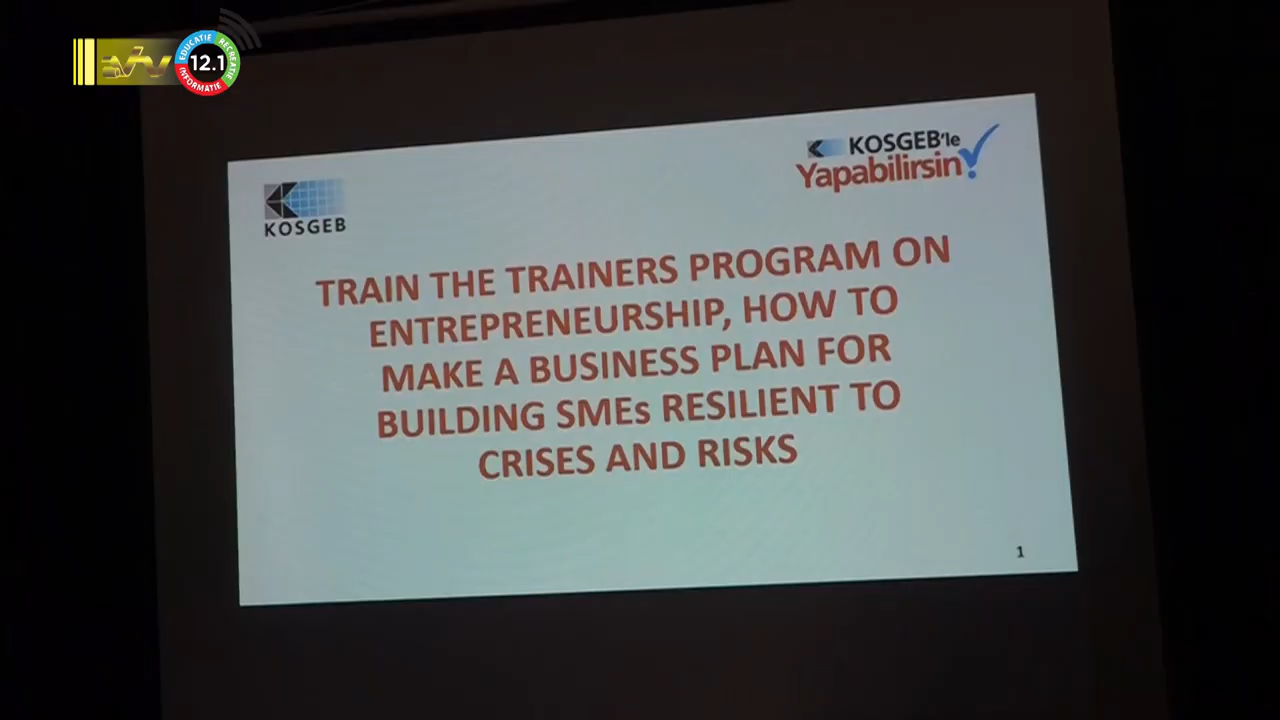 EDUCATIE
RECREATIE
INFORMATIE
12.1
KOSGEB
KOSGEB'le
Yapabilirsin!
TRAIN THE TRAINERS PROGRAM ON
ENTREPRENEURSHIP, HOW TO
MAKE A BUSINESS PLAN FOR
BUILDING SMEs RESILIENT TO
CRISES AND RISKS
1